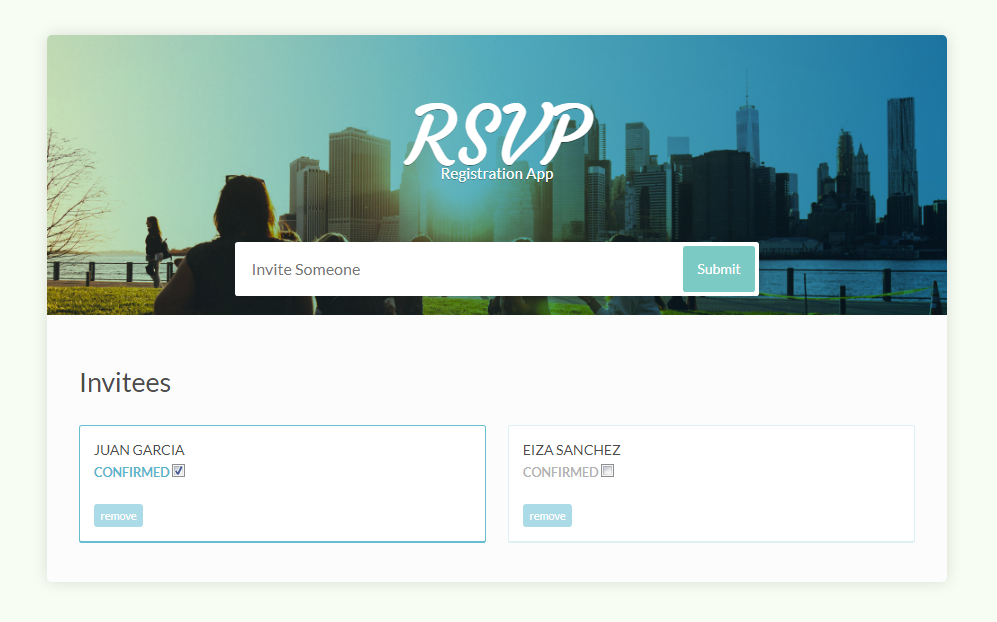 RSVP
Registration App
Invite Someone
Submit
Invitees
JUAN GARCIA
CONFIRMED
remove
EIZA SANCHEZ
CONFIRMED
remove